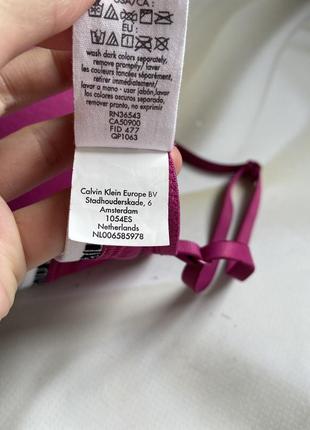 USA/CA:
EU:
wash dark colors separately,
remove promptly/ laver
les couleurs foncées
séparément, retirer
immédiatement/
lavar a mano - usar jabón,lavar
los colores oscuros separado,
remover pronto, no exprimir
RN36543
CA50900
FID 477
QP1063
Calvin Klein Europe BV
Stadhouderskade, 6
Amsterdam
1054ES
Netherlands
NL006585978